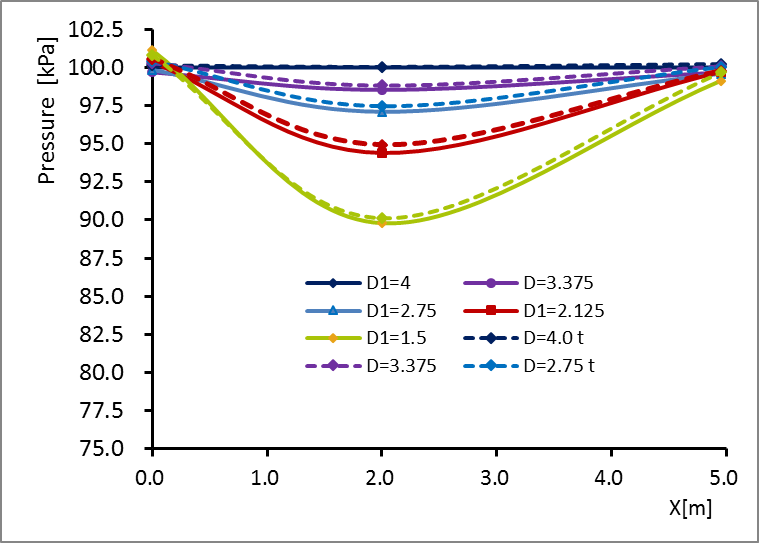 Pressure [kPa]
102.5
100.0
97.5
95.0
92.5
90.0
87.5
85.0
82.5
80.0
77.5
75.0
D1=4 D=3.375
D1=2.75 D1=2.125
D1=1.5 D=4.0 t
D=3.375 D=2.75 t
0.0 1.0 2.0 3.0 4.0 5.0
X[m]